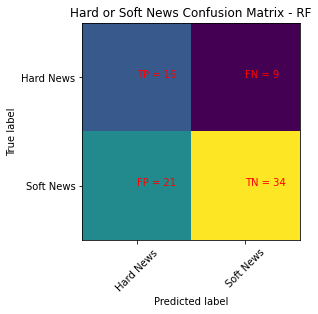 Hard or Soft News Confusion Matrix - RF
True label
Hard News
TP =
FN = 9
Soft News
FP = 21
TN = 34
Hard News
Soft News
Predicted label